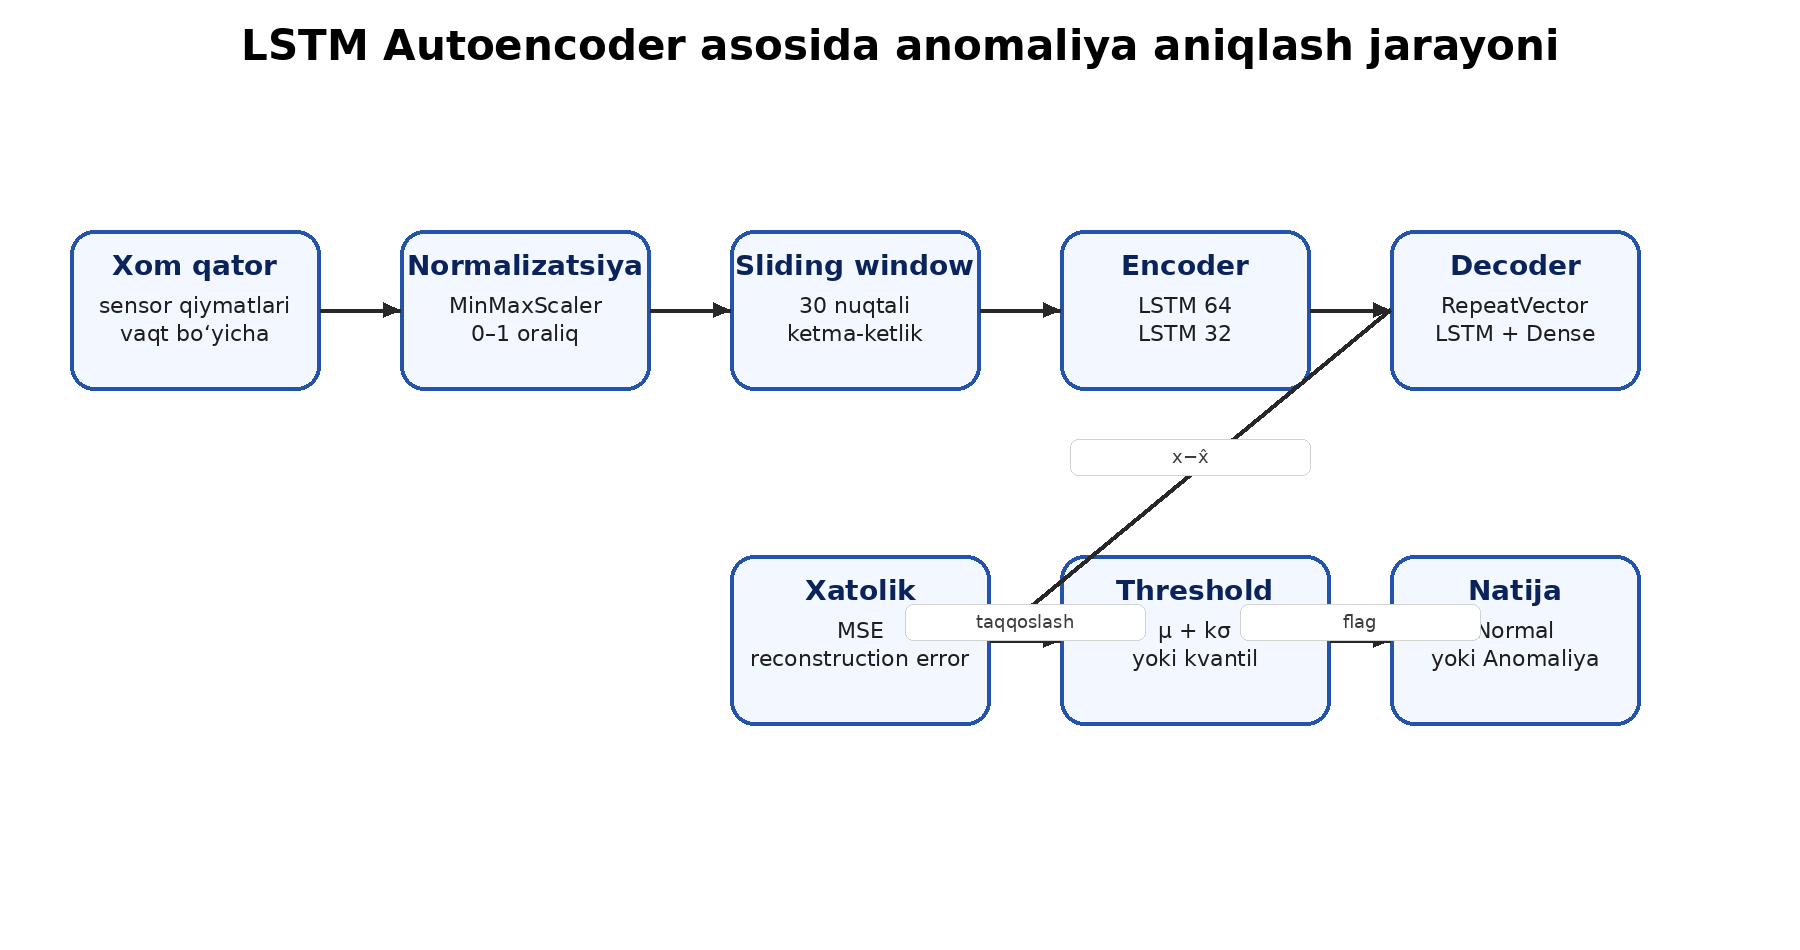 LSTM Autoencoder asosida anomaliya aniqlash jarayoni
Xom qator
sensor qiymatlari
vaqt bo‘yicha
Normalizatsiya
MinMaxScaler
0–1 oraliq
Sliding window
30 nuqtali
ketma-ketlik
Encoder
LSTM 64
LSTM 32
Decoder
RepeatVector
LSTM + Dense
x−x̂
Xatolik
MSE
reconstruction error
taqqoslash
Threshold
μ + kσ
yoki kvantil
flag
Natija
Normal
yoki Anomaliya